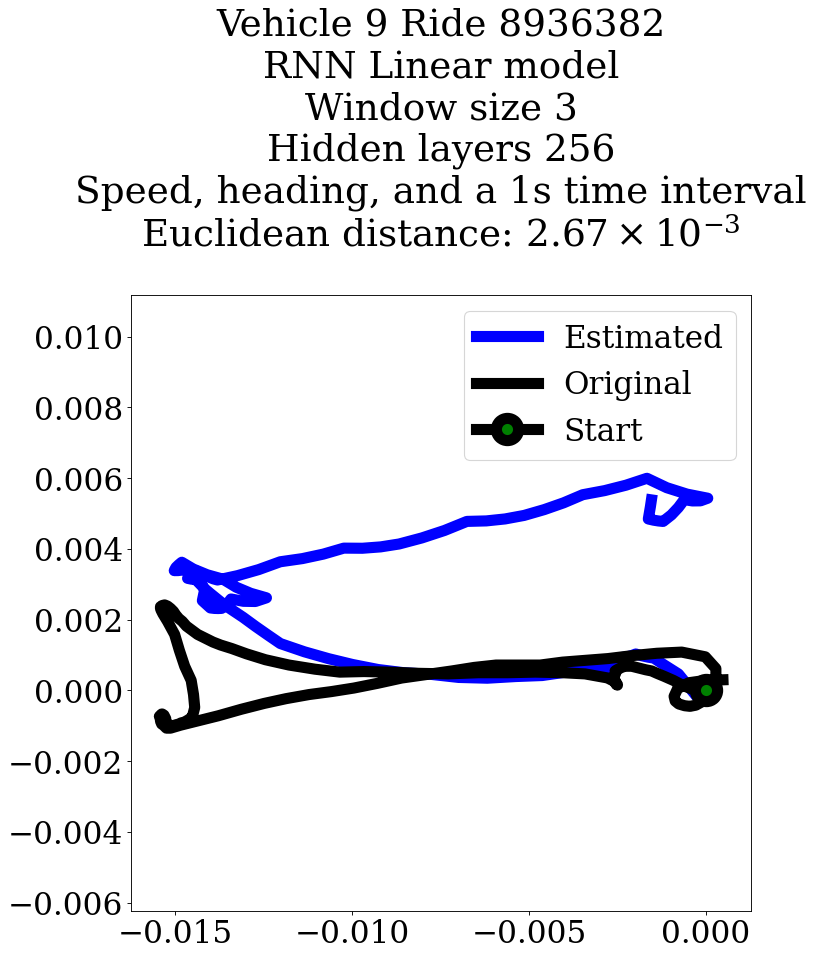 Vehicle 9 Ride 8936382
RNN Linear model
Window size 3
Hidden layers 256
Speed, heading, and a 1s time interval
Euclidean distance: 2.67 × 10⁻³
Estimated
Original
Start
0.010
0.008
0.006
0.004
0.002
0.000
−0.002
−0.004
−0.006
−0.015 −0.010 −0.005 0.000